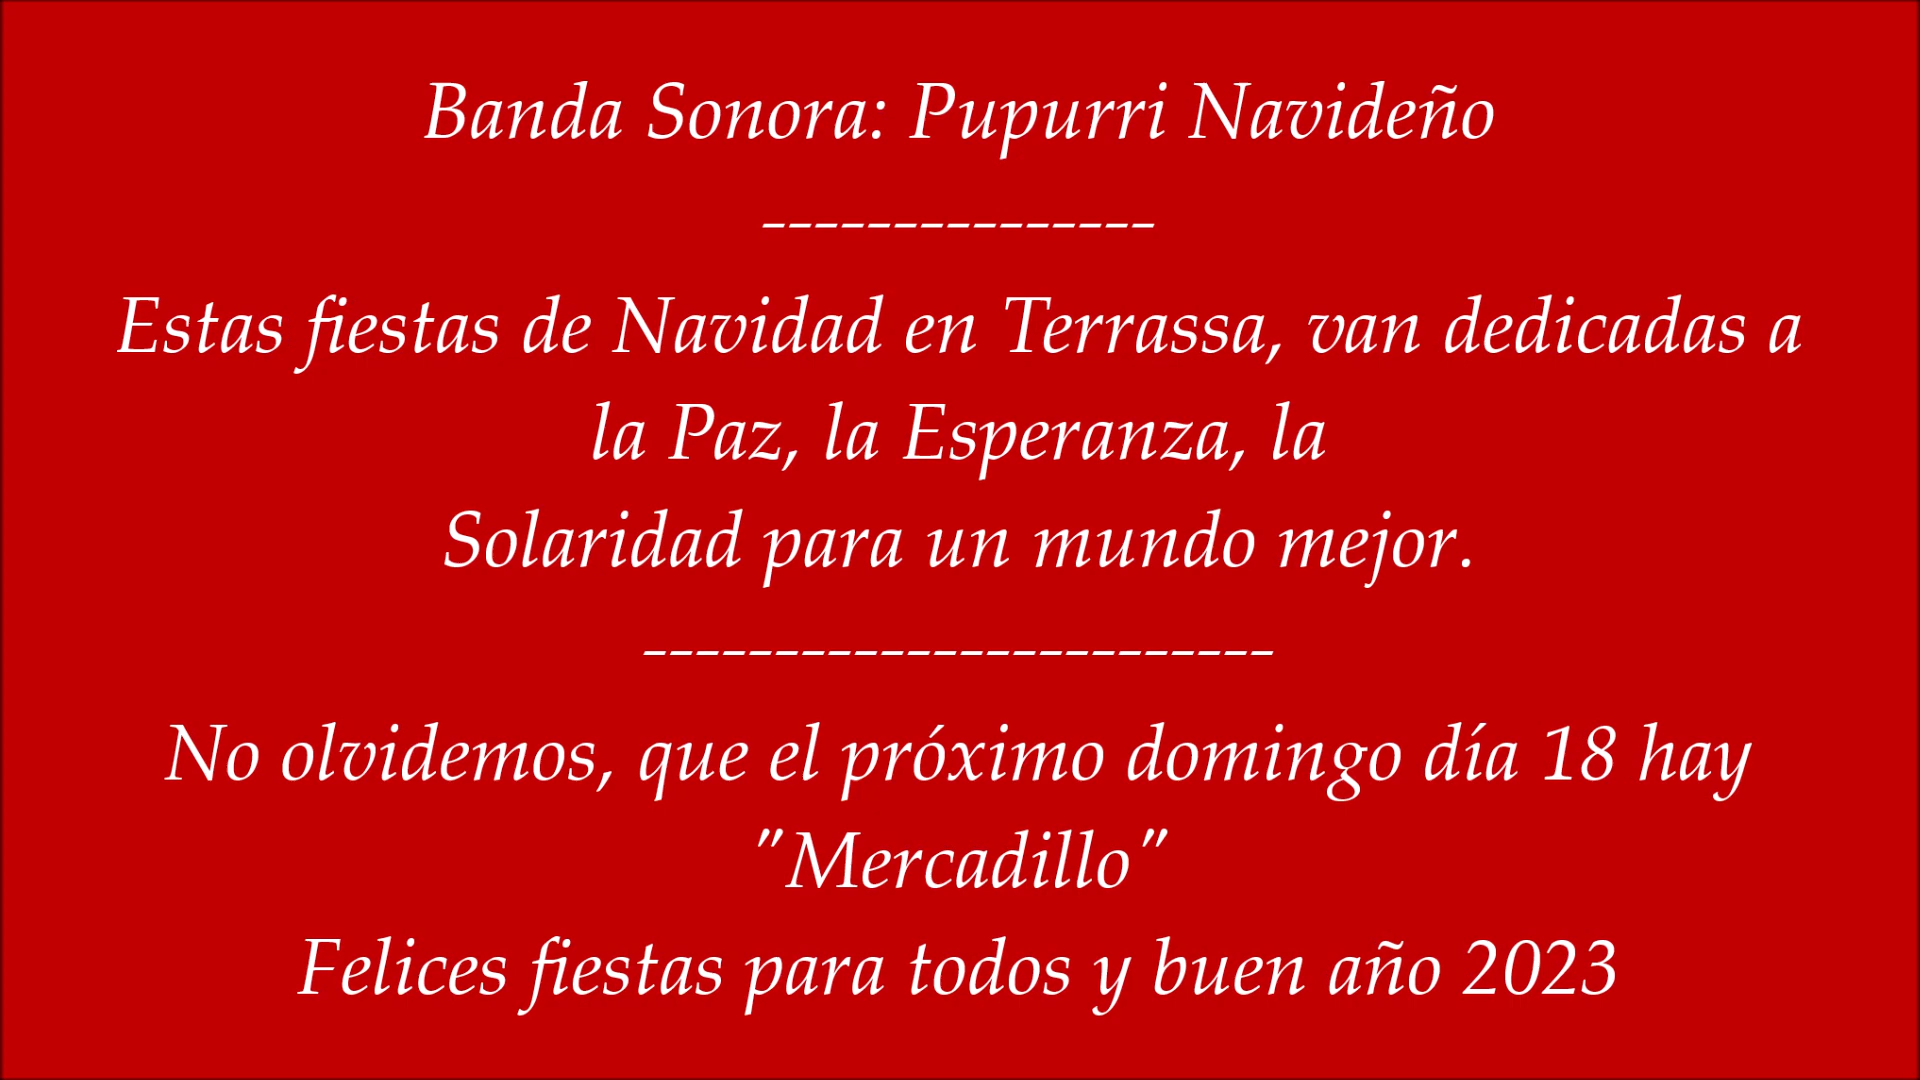 Banda Sonora: Pupurri Navideño
---------------
Estas fiestas de Navidad en Terrassa, van dedicadas a
la Paz, la Esperanza, la
Solaridad para un mundo mejor.
------------------------
No olvidemos, que el próximo domingo día 18 hay
"Mercadillo"
Felices fiestas para todos y buen año 2023